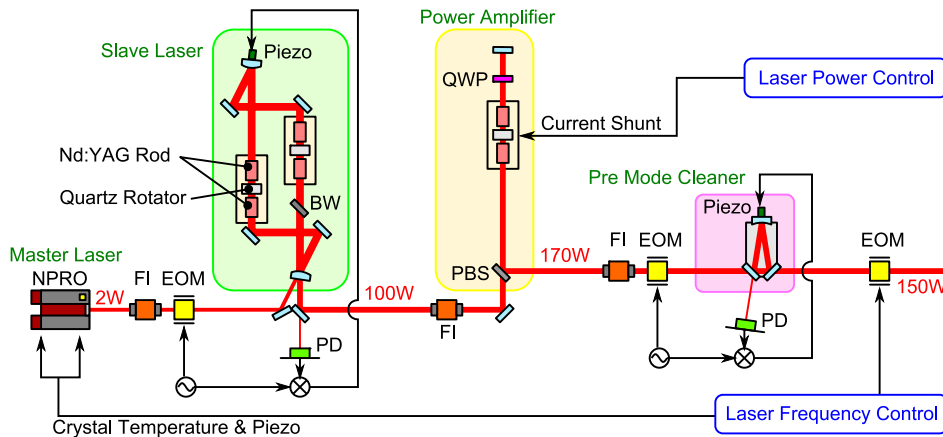 Power Amplifier
Slave Laser
Piezo
QWP
Laser Power Control
Current Shunt
Nd:YAG Rod
Quartz Rotator
BW
Pre Mode Cleaner
Piezo
Master Laser
NPRO
FI
EOM
2W
100W
FI
PBS
170W
FI
EOM
EOM
150W
PD
PD
Crystal Temperature & Piezo
Laser Frequency Control